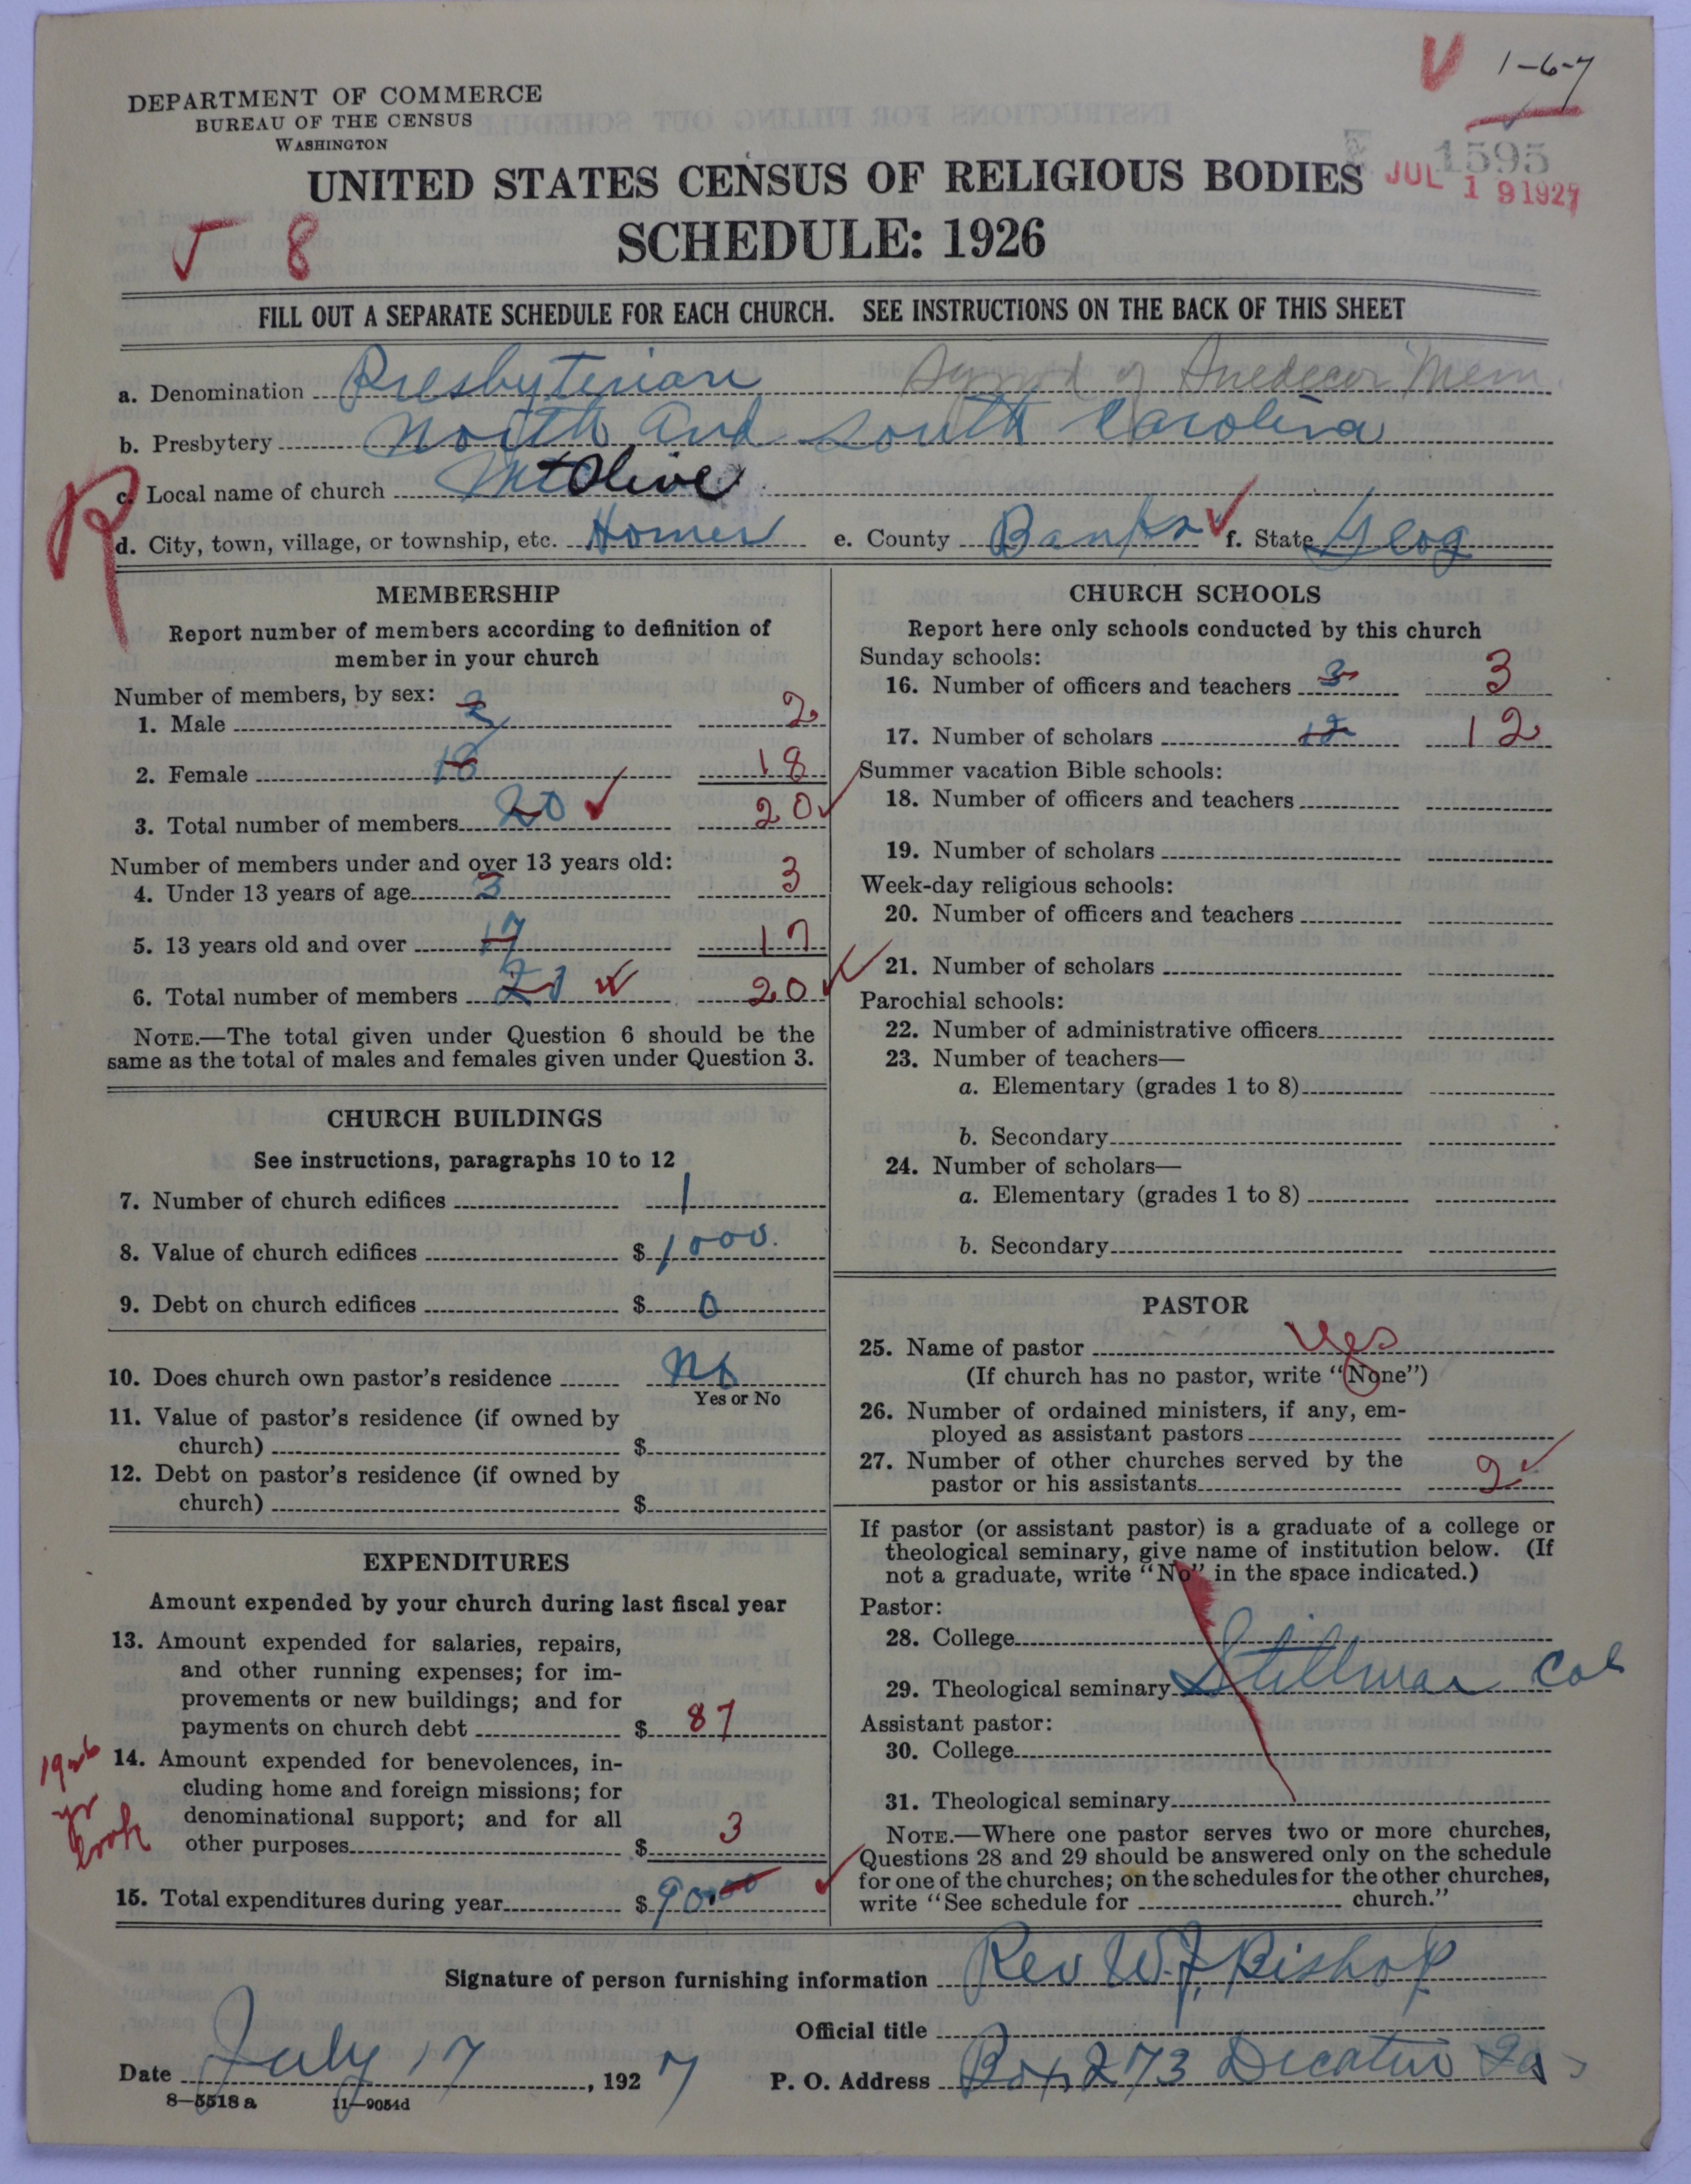 V 1-6-7
DEPARTMENT OF COMMERCE
BUREAU OF THE CENSUS
WASHINGTON
1595
JUL 19 1927
UNITED STATES CENSUS OF RELIGIOUS BODIES
SCHEDULE: 1926
8
FILL OUT A SEPARATE SCHEDULE FOR EACH CHURCH. SEE INSTRUCTIONS ON THE BACK OF THIS SHEET
a. Denomination Presbyterian Synod of Snedecor Mem.
b. Presbytery North and South Carolina
R
c. Local name of church Mt Olive
d. City, town, village, or township, etc. Homer e. County Banks f. State Geog
MEMBERSHIP
Report number of members according to definition of
member in your church
Number of members, by sex:
1. Male 2 2
2. Female 18 18
3. Total number of members 20 20
Number of members under and over 13 years old:
4. Under 13 years of age 3 3
5. 13 years old and over 17 17
6. Total number of members 20 20
NOTE.—The total given under Question 6 should be the
same as the total of males and females given under Question 3.
CHURCH BUILDINGS
See instructions, paragraphs 10 to 12
7. Number of church edifices 1
8. Value of church edifices $ 1000
9. Debt on church edifices $ 0
10. Does church own pastor's residence No
Yes or No
11. Value of pastor's residence (if owned by
church) $
12. Debt on pastor's residence (if owned by
church) $
EXPENDITURES
Amount expended by your church during last fiscal year
13. Amount expended for salaries, repairs,
and other running expenses; for im-
provements or new buildings; and for
payments on church debt $ 87
1926
yr
book
14. Amount expended for benevolences, in-
cluding home and foreign missions; for
denominational support; and for all
other purposes $ 3
15. Total expenditures during year $ 90.00
CHURCH SCHOOLS
Report here only schools conducted by this church
Sunday schools:
16. Number of officers and teachers 3 3
17. Number of scholars 12 12
Summer vacation Bible schools:
18. Number of officers and teachers
19. Number of scholars
Week-day religious schools:
20. Number of officers and teachers
21. Number of scholars
Parochial schools:
22. Number of administrative officers
23. Number of teachers—
a. Elementary (grades 1 to 8)
b. Secondary
24. Number of scholars—
a. Elementary (grades 1 to 8)
b. Secondary
PASTOR
25. Name of pastor Yes
(If church has no pastor, write "None")
26. Number of ordained ministers, if any, em-
ployed as assistant pastors
27. Number of other churches served by the
pastor or his assistants 2
If pastor (or assistant pastor) is a graduate of a college or
theological seminary, give name of institution below. (If
not a graduate, write "No" in the space indicated.)
Pastor:
28. College
29. Theological seminary Stillman Col
Assistant pastor:
30. College
31. Theological seminary
NOTE.—Where one pastor serves two or more churches,
Questions 28 and 29 should be answered only on the schedule
for one of the churches; on the schedules for the other churches,
write "See schedule for church."
Signature of person furnishing information Rev W. J. Bishop
Official title
Date July 17, 1927 P. O. Address Box 273 Decatur Ga
8—5518a 11—9054d